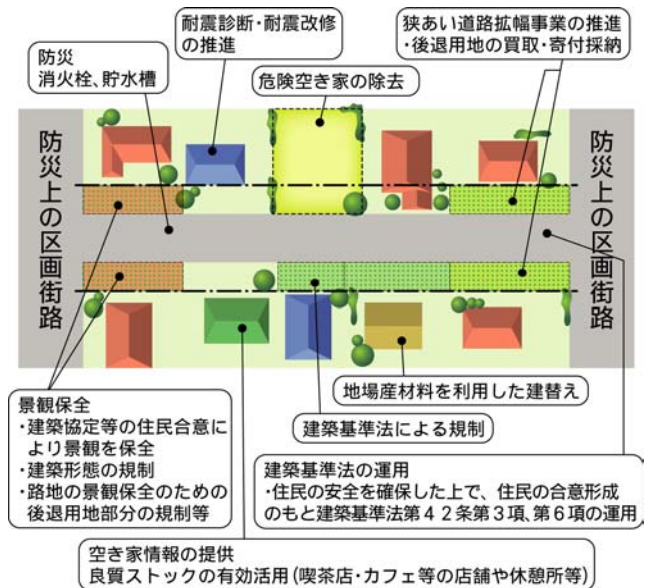 耐震診断・耐震改修
の推進
狭あい道路拡幅事業の推進
・後退用地の買取・寄付採納
防災
消火栓、貯水槽
危険空き家の除去
防災上の区画街路
防災上の区画街路
地場産材料を利用した建替え
景観保全
・建築協定等の住民合意に
より景観を保全
・建築形態の規制
・路地の景観保全のための
後退用地部分の規制等
建築基準法による規制
建築基準法の運用
・住民の安全を確保した上で、住民の合意形成
のもと建築基準法第42条第3項、第6項の運用
空き家情報の提供
良質ストックの有効活用(喫茶店・カフェ等の店舗や休憩所等)